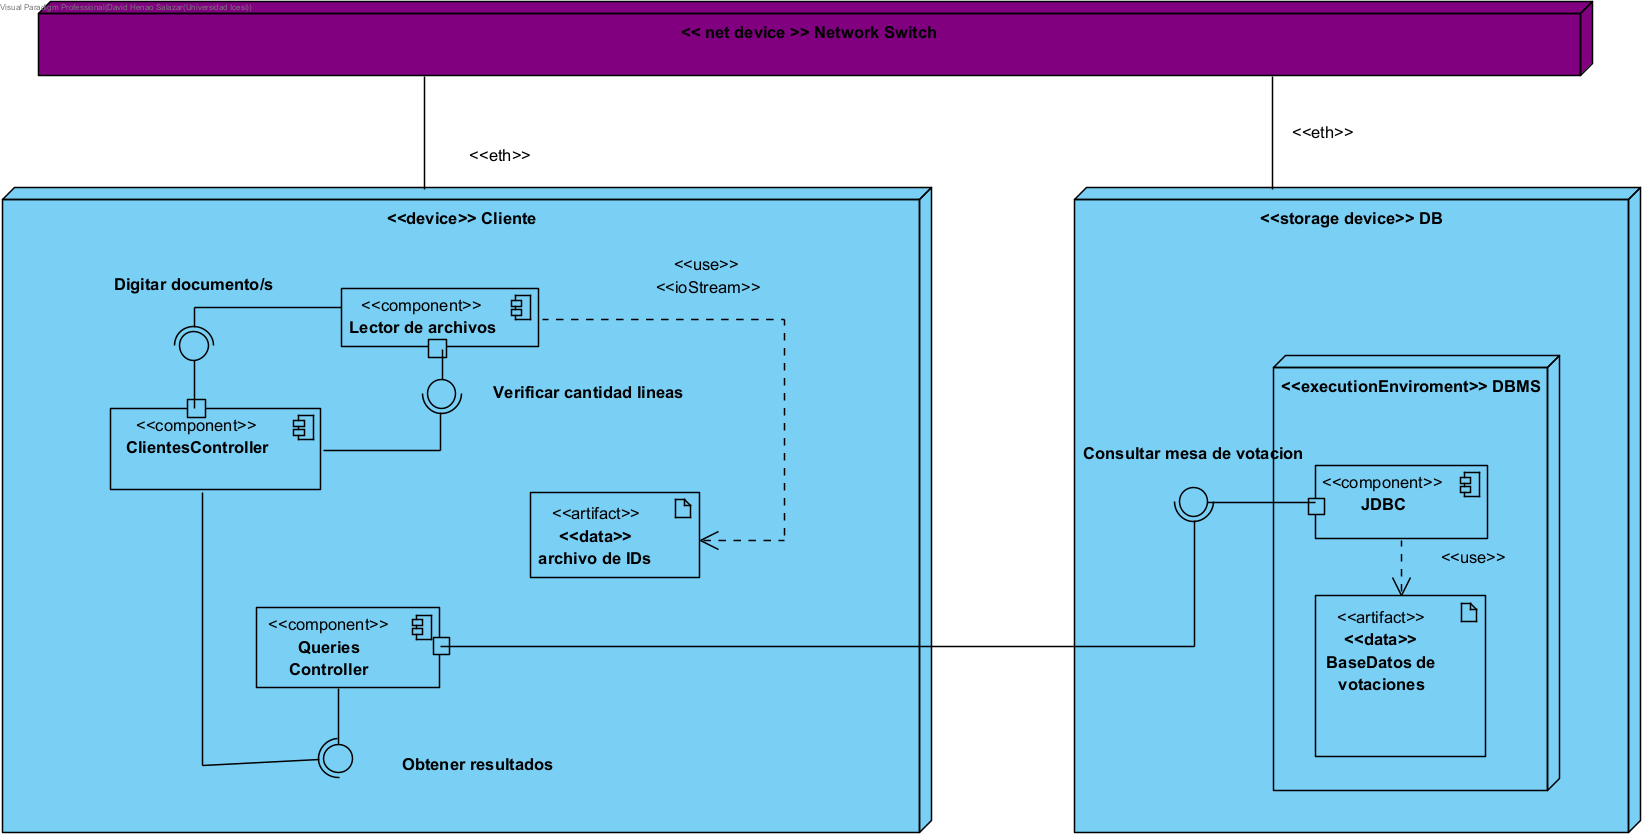 Visual Paradigm Professional(David Henao Salazar(Universidad Icesi))
<< net device >> Network Switch
<<eth>>
<<eth>>
<<device>> Cliente
Digitar documento/s
<<component>>
Lector de archivos
<<use>>
<<ioStream>>
Verificar cantidad lineas
<<component>>
ClientesController
<<artifact>>
<<data>>
archivo de IDs
<<component>>
Queries
Controller
Obtener resultados
<<storage device>> DB
<<executionEnviroment>> DBMS
Consultar mesa de votacion
<<component>>
JDBC
<<use>>
<<artifact>>
<<data>>
BaseDatos de
votaciones